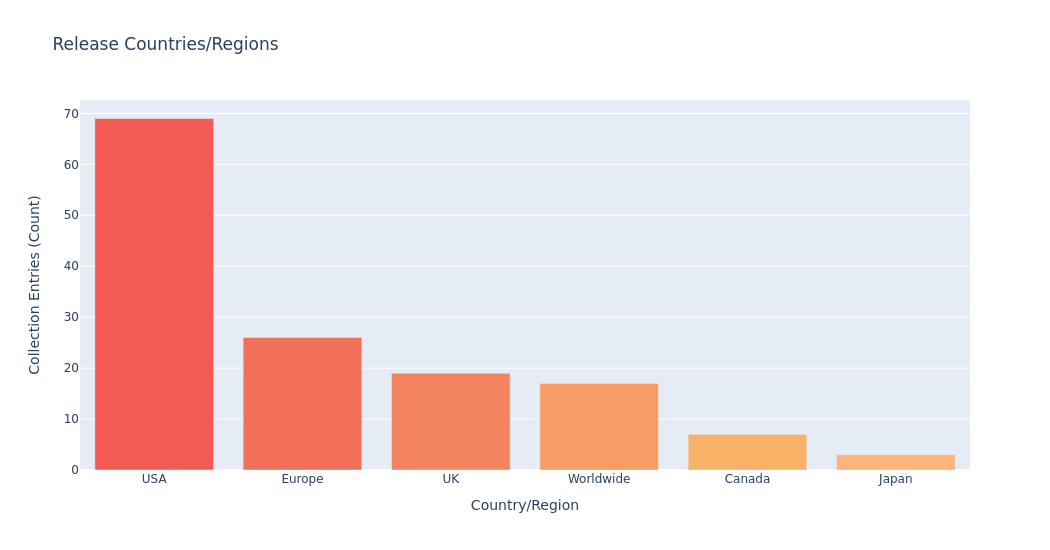 Release Countries/Regions
Collection Entries (Count)
70
60
50
40
30
20
10
0
USA
Europe
UK
Worldwide
Canada
Japan
Country/Region